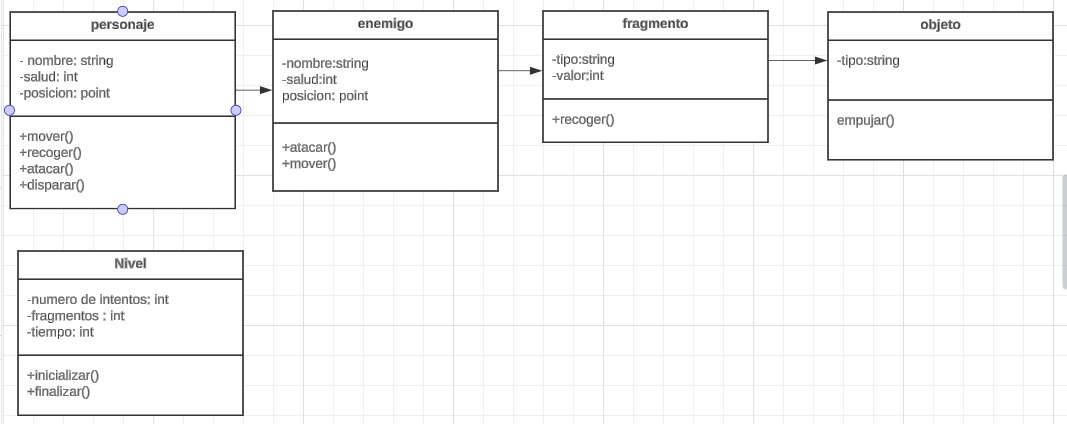 personaje
- nombre: string
-salud: int
-posicion: point
+mover()
+recoger()
+atacar()
+disparar()
enemigo
-nombre:string
-salud:int
posicion: point
+atacar()
+mover()
fragmento
-tipo:string
-valor:int
+recoger()
objeto
-tipo:string
empujar()
Nivel
-numero de intentos: int
-fragmentos : int
-tiempo: int
+inicializar()
+finalizar()